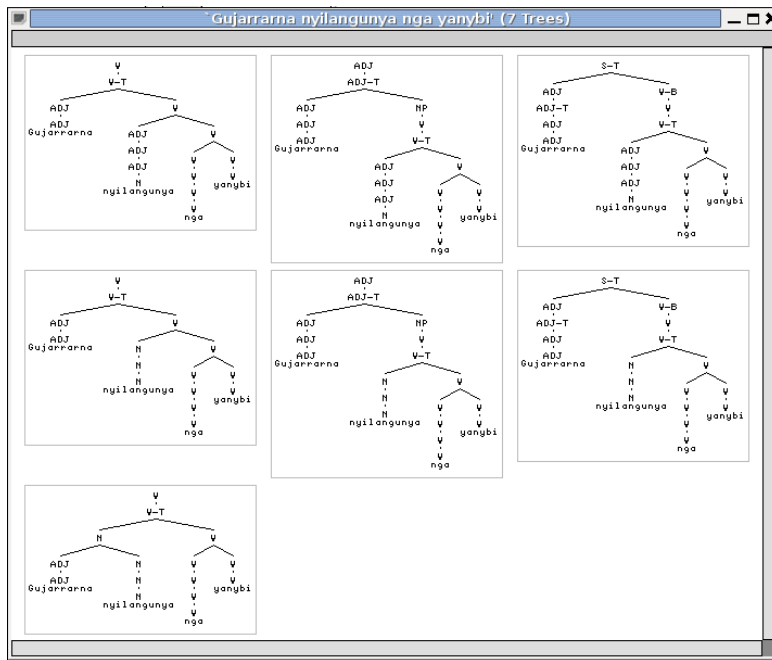 `Gujarrarna nyilangunya nga yanybi' (7 Trees)
V
V-T
ADJ V
ADJ
Gujarrarna ADJ V
ADJ V V
ADJ V yanybi
N
nyilangunya V
V
nga
ADJ
ADJ-T
ADJ NP
ADJ V
ADJ V-T
Gujarrarna
ADJ V
ADJ V V
ADJ V yanybi
N
nyilangunya V
V
nga
S-T
ADJ V-B
ADJ-T V
ADJ V-T
ADJ
Gujarrarna ADJ V
ADJ V V
ADJ V yanybi
N
nyilangunya V
V
nga
V
V-T
ADJ V
ADJ
Gujarrarna N V
N V V
N V yanybi
nyilangunya V
V
nga
ADJ
ADJ-T
ADJ NP
ADJ V
ADJ V-T
Gujarrarna
N V
N V V
N V yanybi
nyilangunya V
V
nga
S-T
ADJ V-B
ADJ-T V
ADJ V-T
ADJ
Gujarrarna N V
N V V
N V yanybi
nyilangunya V
V
nga
V
V-T
N V
ADJ N V V
ADJ N V yanybi
Gujarrarna N V
nyilangunya V
nga